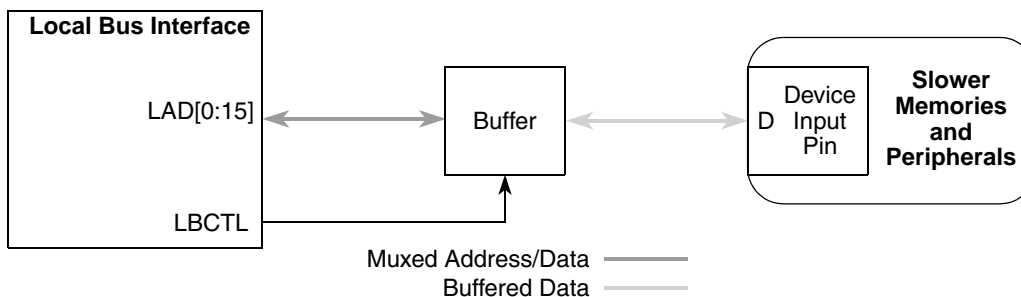 Local Bus Interface
LAD[0:15]
LBCTL
Buffer
D
Device
Input
Pin
Slower
Memories
and
Peripherals
Muxed Address/Data
Buffered Data